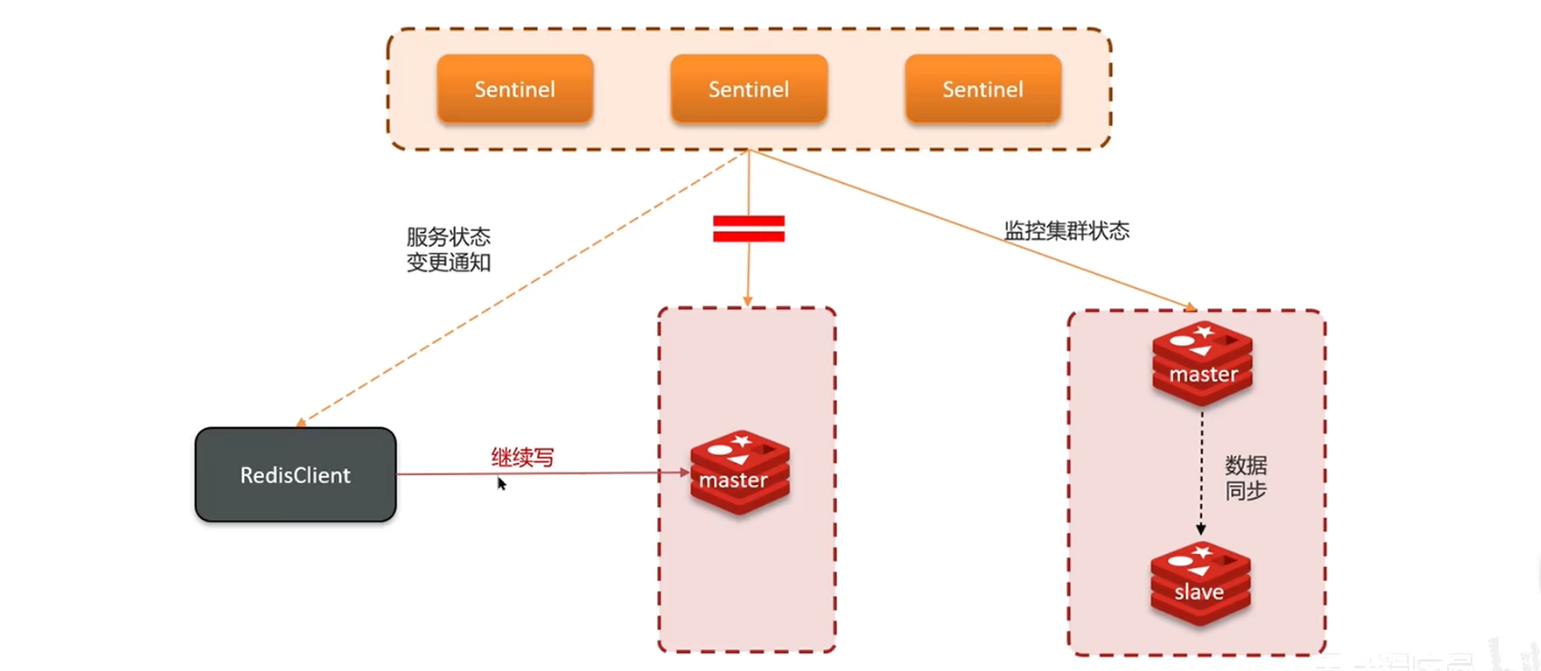 Sentinel
Sentinel
Sentinel
服务状态
变更通知
监控集群状态
master
RedisClient
继续写
master
数据
同步
slave